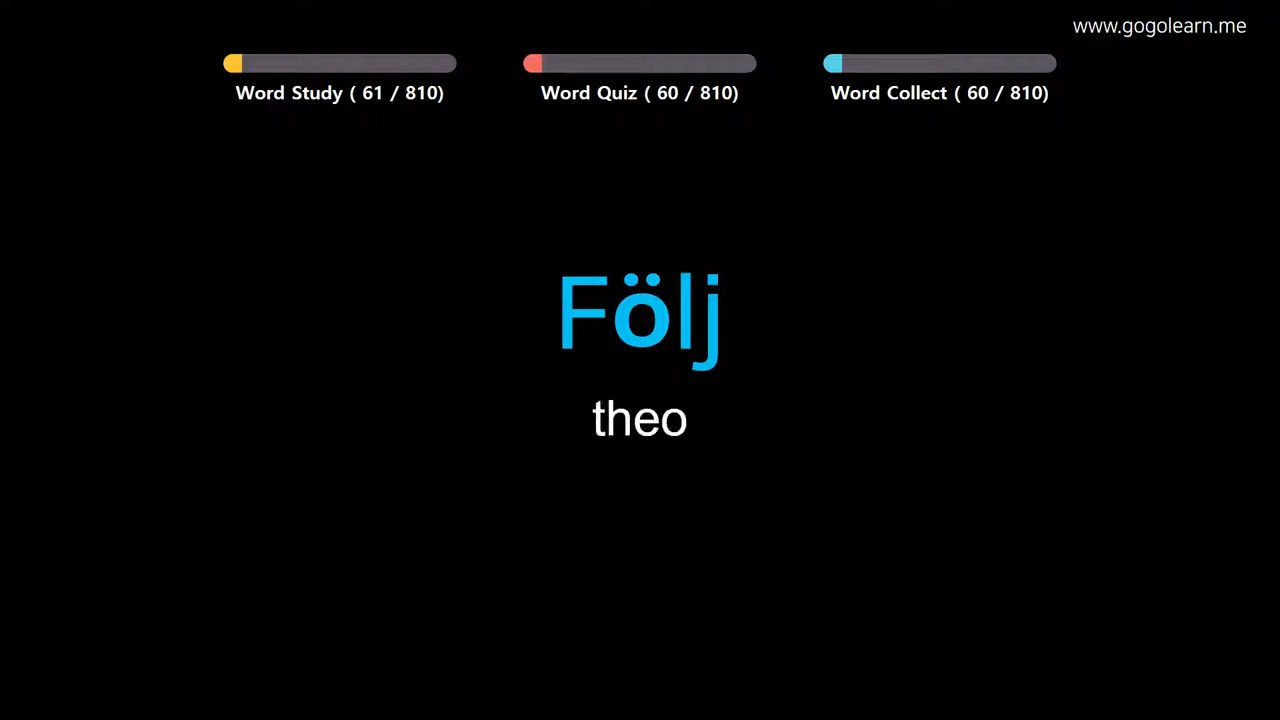 www.gogolearn.me
Word Study ( 61 / 810)
Word Quiz ( 60 / 810)
Word Collect ( 60 / 810)
Följ
theo